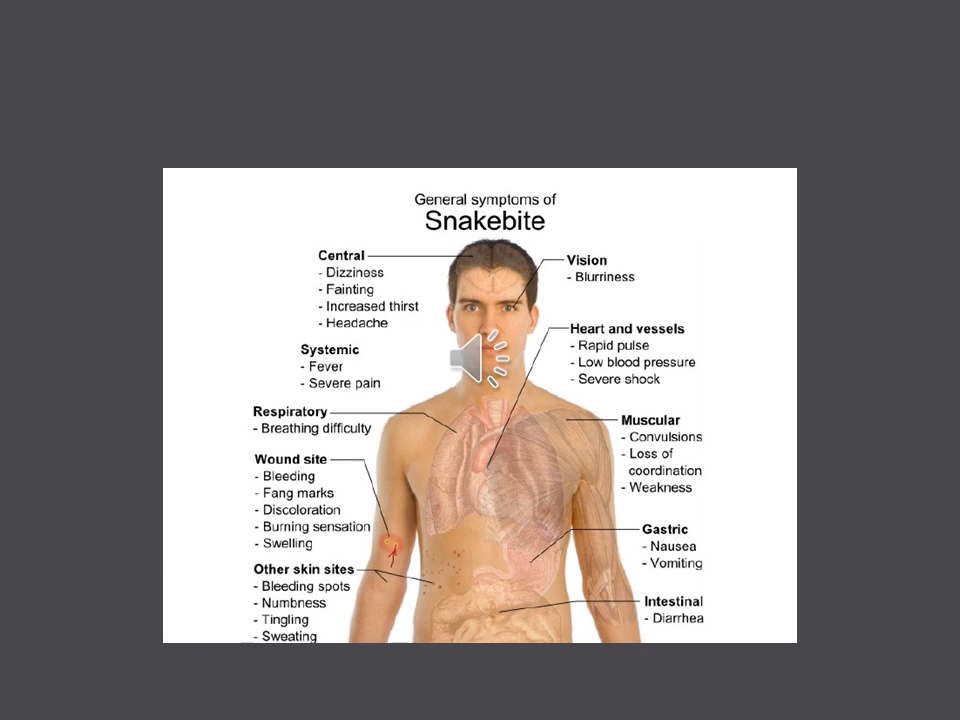 General symptoms of
Snakebite
Central
- Dizziness
- Fainting
- Increased thirst
- Headache
Systemic
- Fever
- Severe pain
Respiratory
- Breathing difficulty
Wound site
- Bleeding
- Fang marks
- Discoloration
- Burning sensation
- Swelling
Other skin sites
- Bleeding spots
- Numbness
- Tingling
- Sweating
Vision
- Blurriness
Heart and vessels
- Rapid pulse
- Low blood pressure
- Severe shock
Muscular
- Convulsions
- Loss of
coordination
- Weakness
Gastric
- Nausea
- Vomiting
Intestinal
- Diarrhea